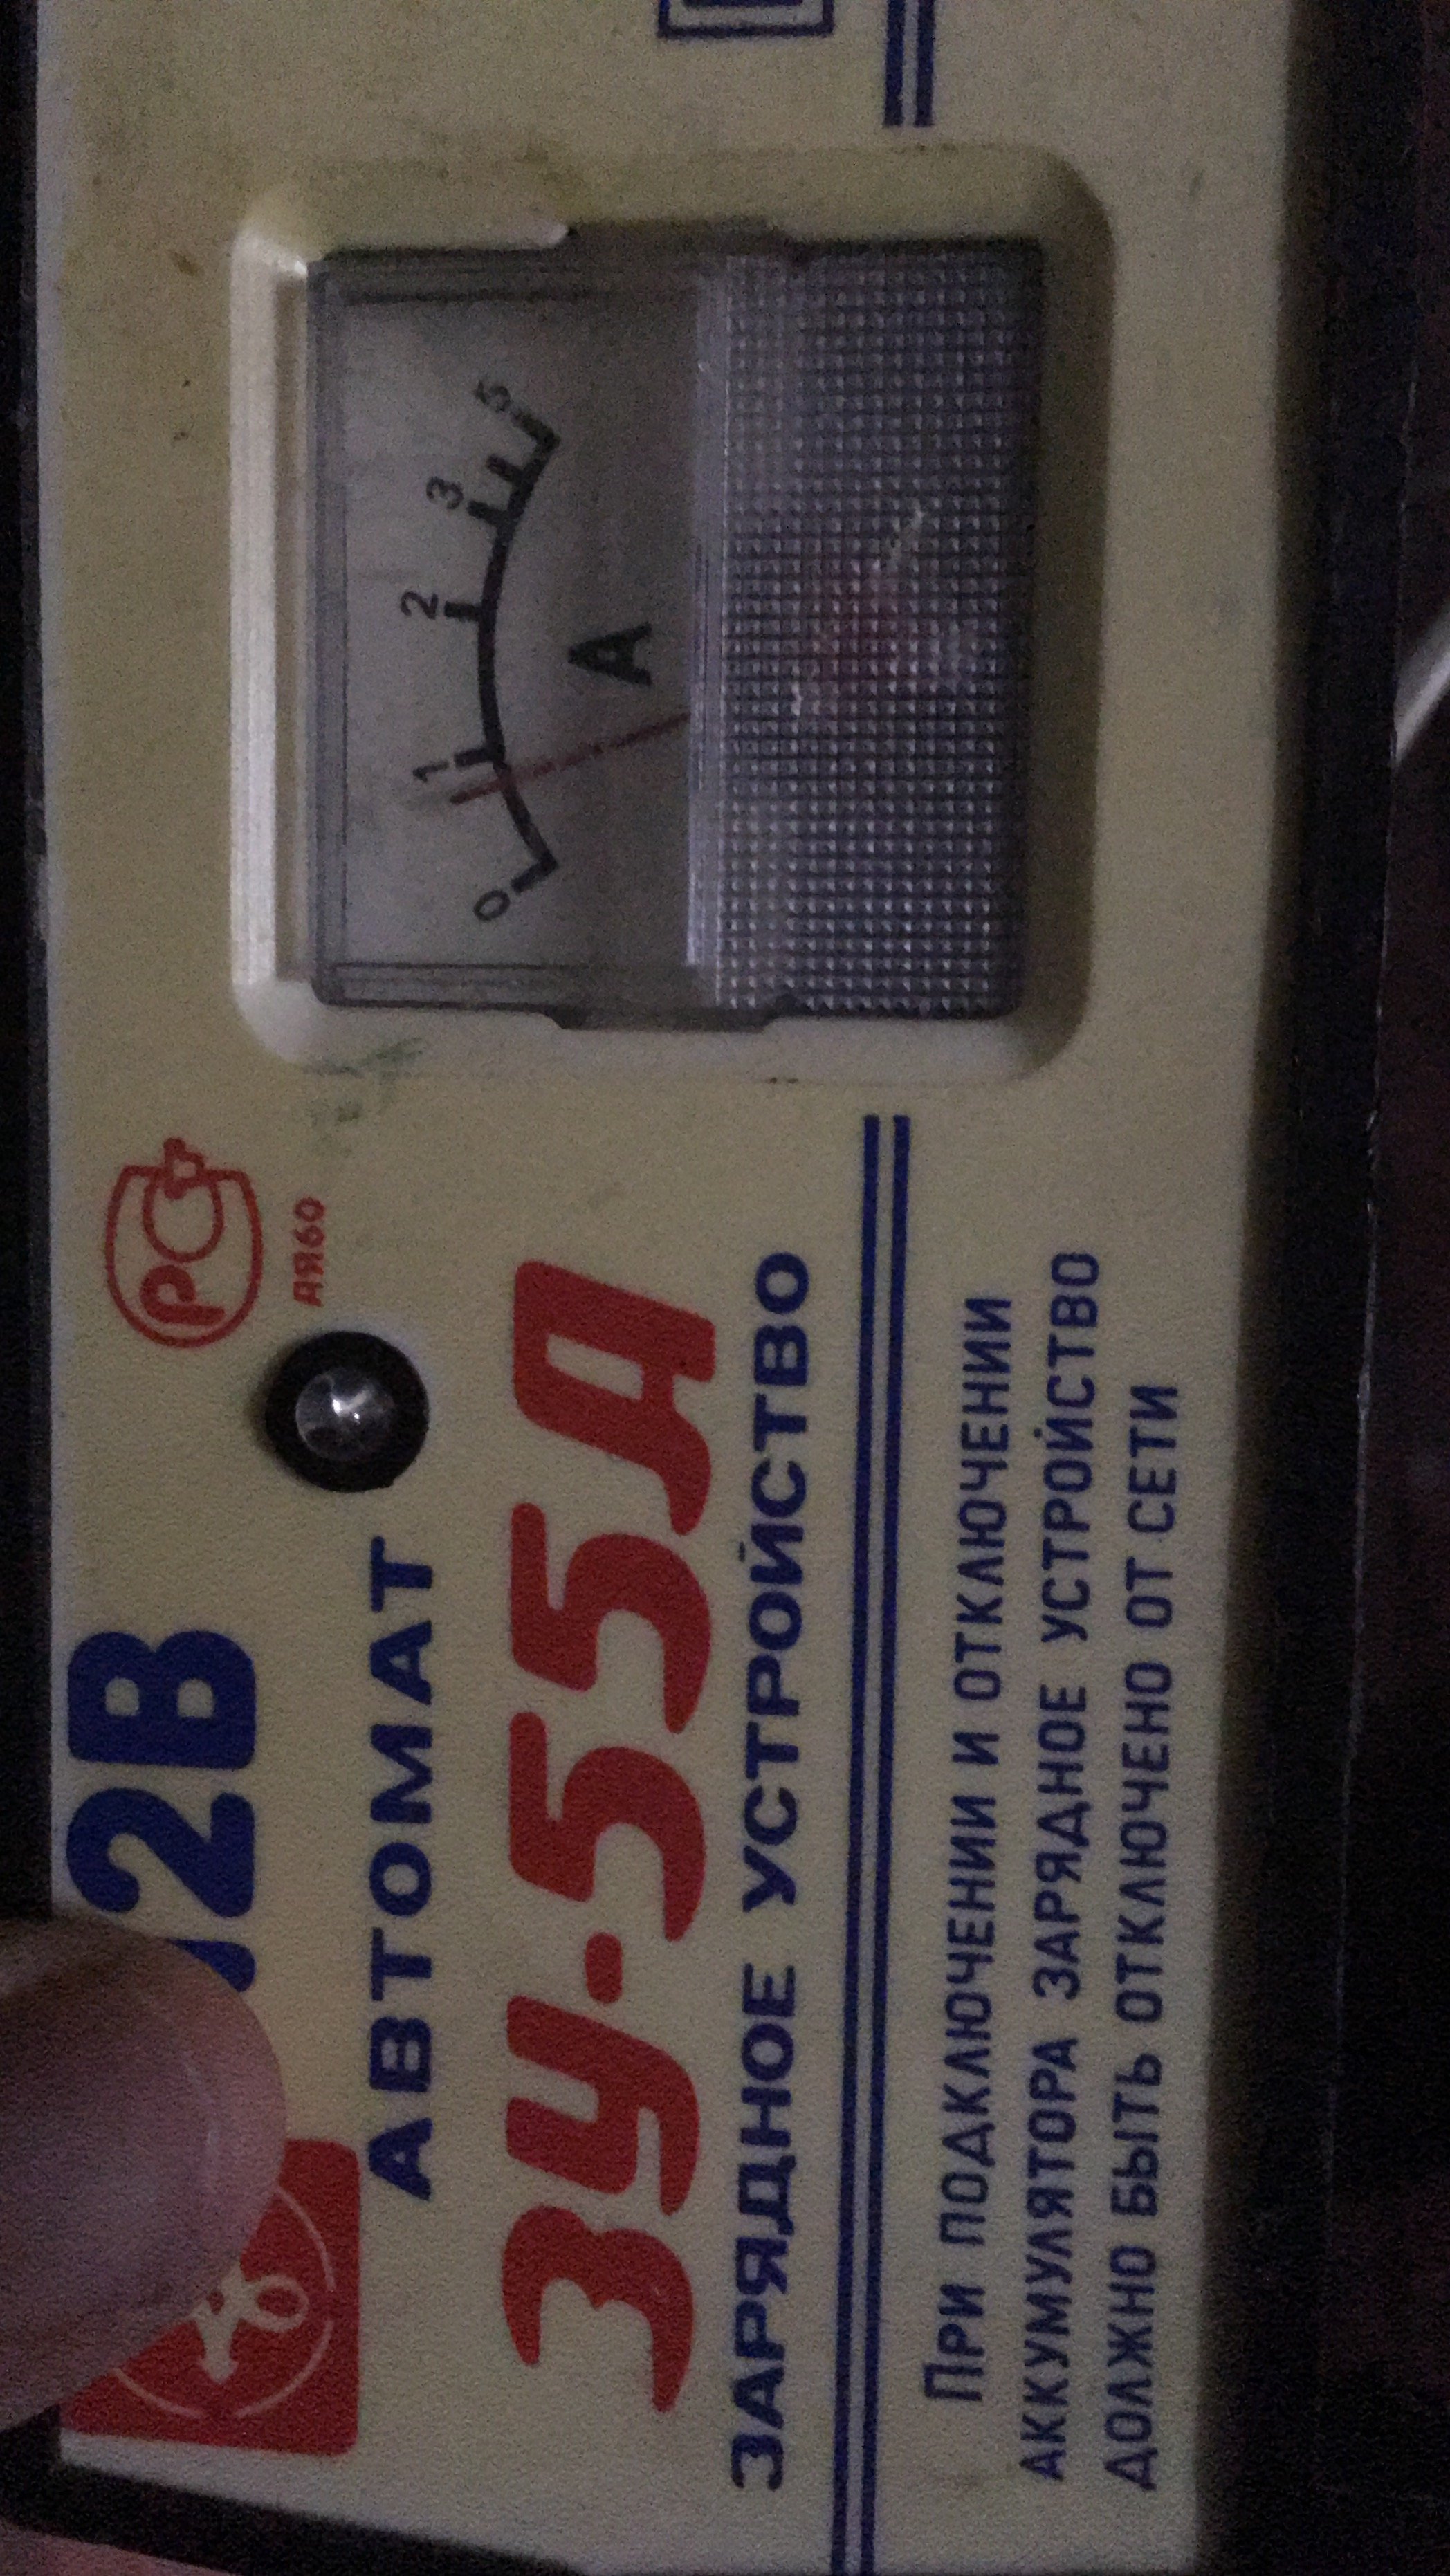 12В
АЯ60
АВТОМАТ
ЗУ-55А
ЗАРЯДНОЕ УСТРОЙСТВО
При подключении и отключении
аккумулятора зарядное устройство
должно быть отключено от сети
0 1 2 3 5
A